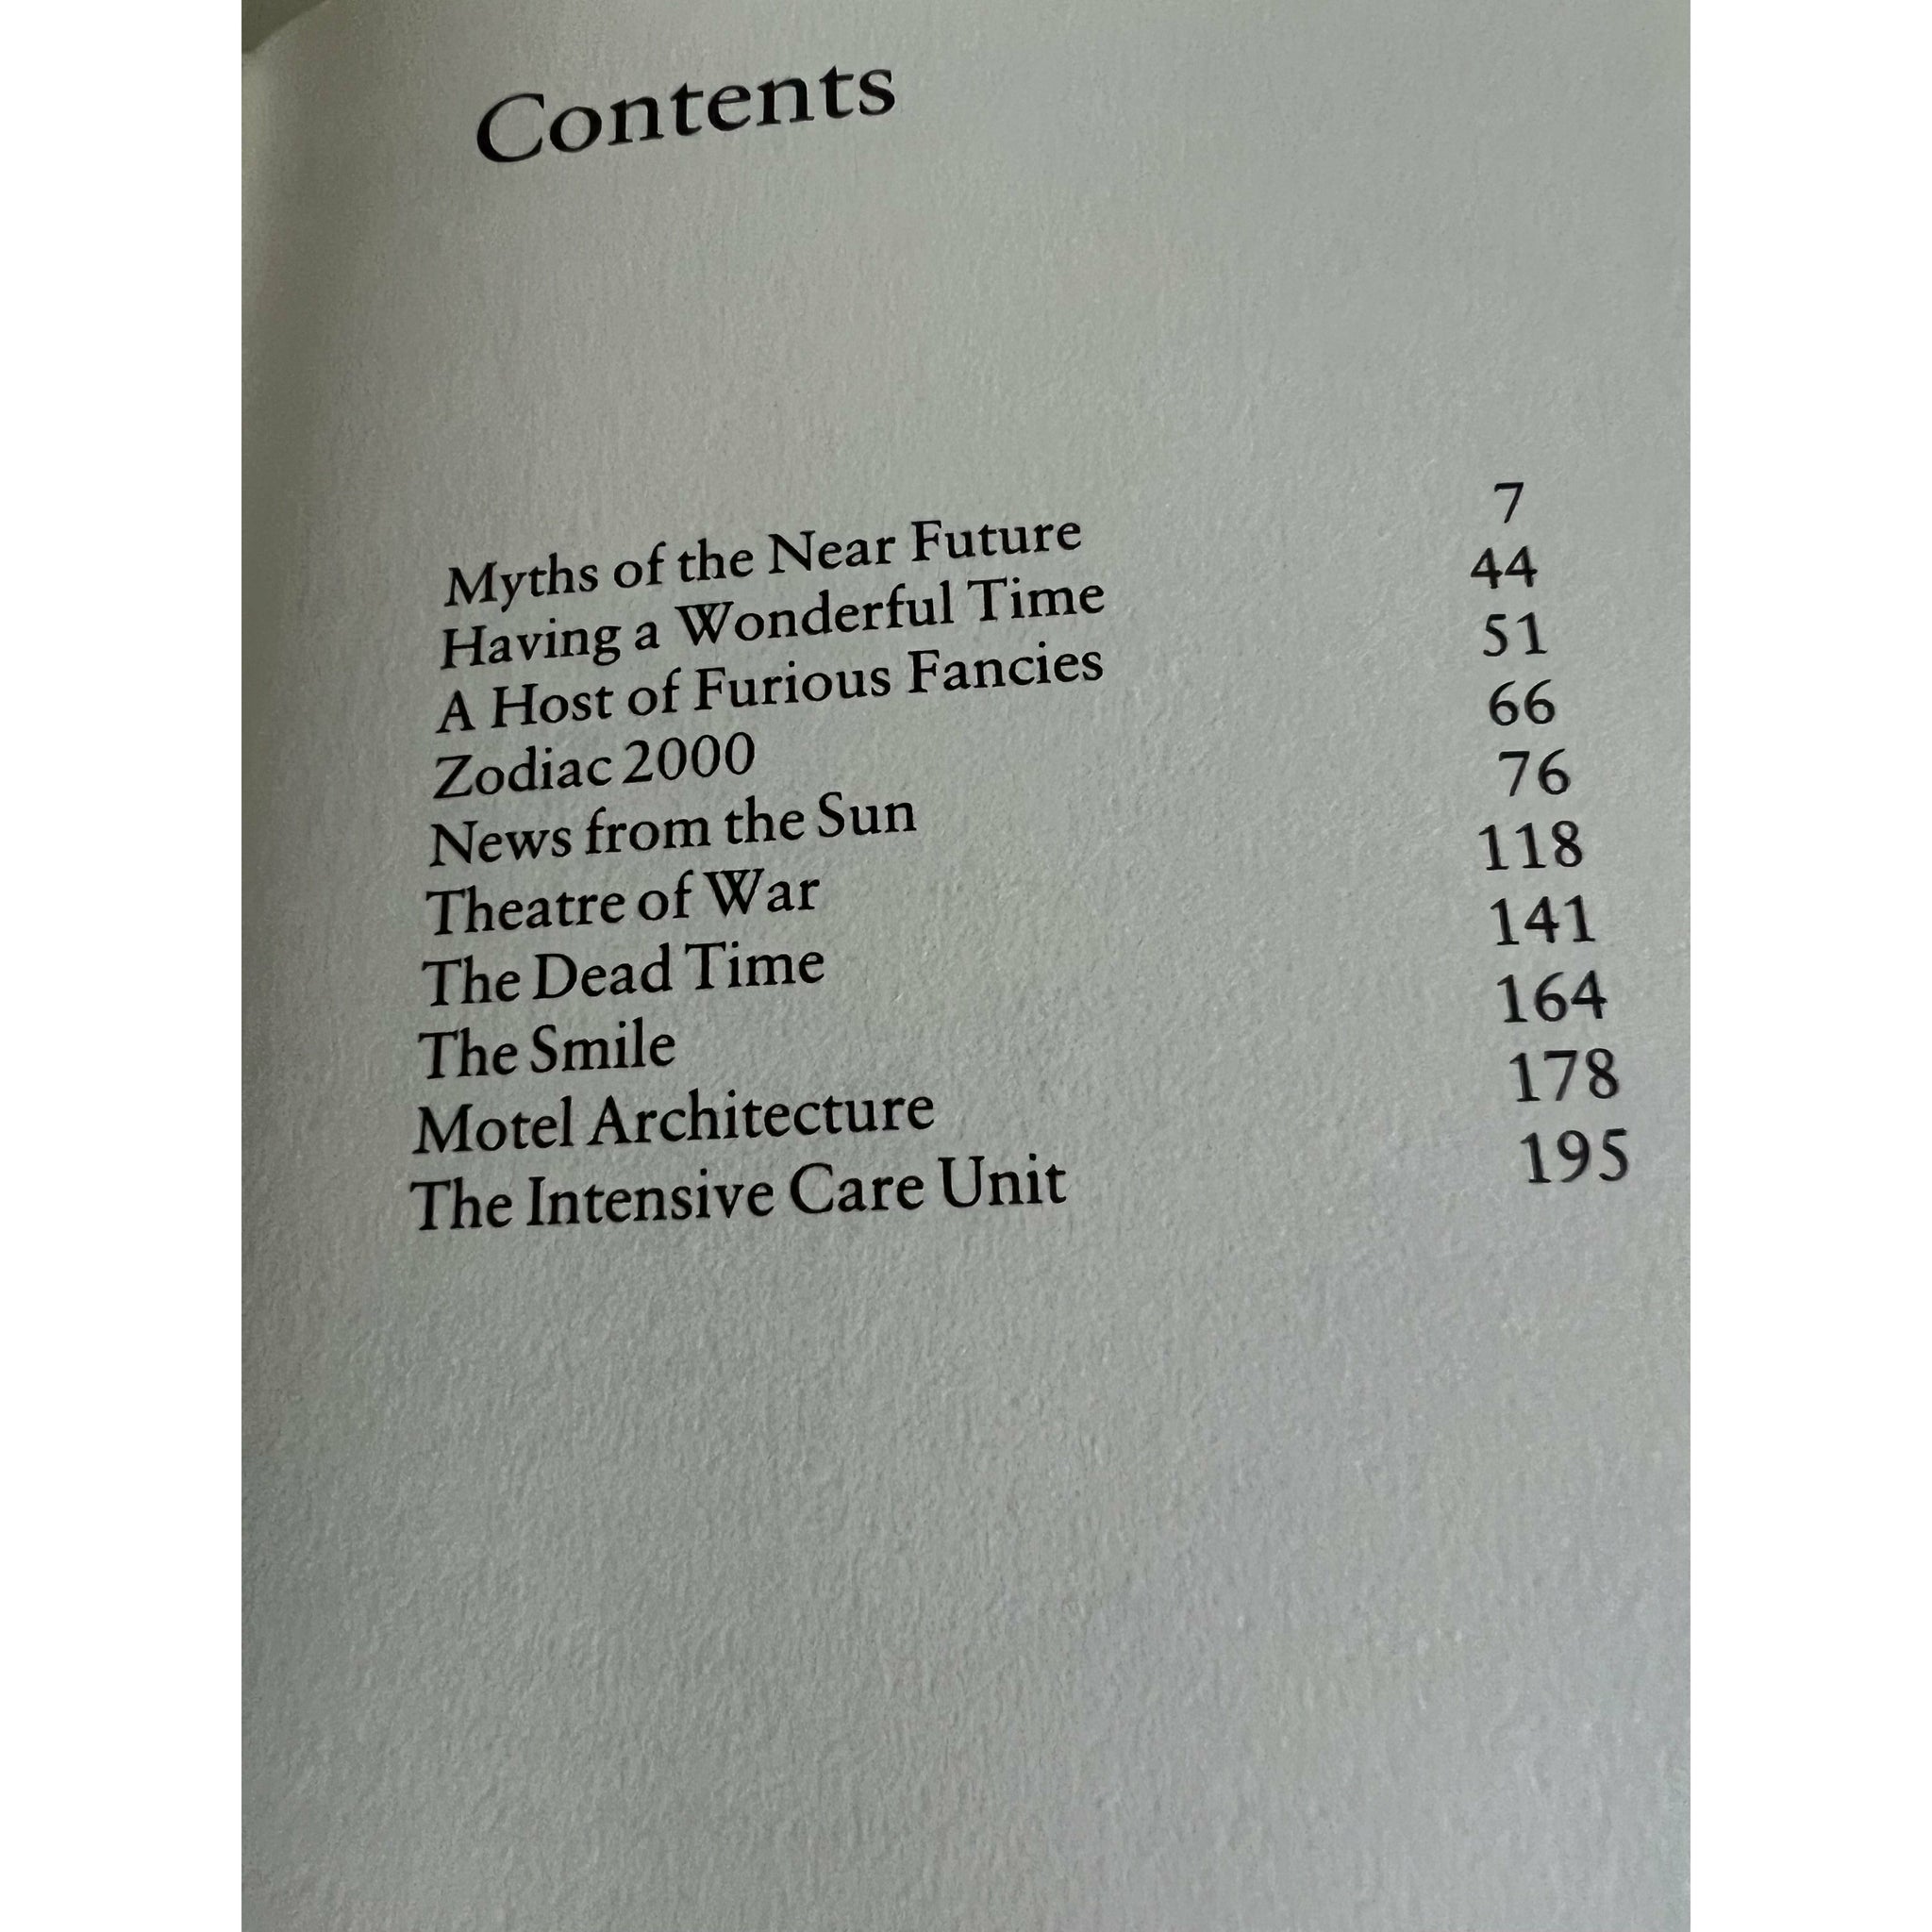 Contents
Myths of the Near Future 7
Having a Wonderful Time 44
A Host of Furious Fancies 51
Zodiac 2000 66
News from the Sun 76
Theatre of War 118
The Dead Time 141
The Smile 164
Motel Architecture 178
The Intensive Care Unit 195